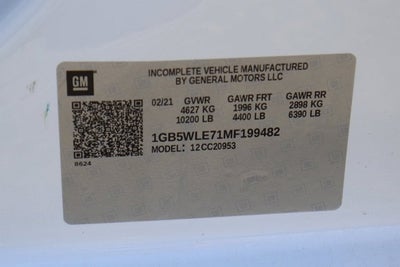 INCOMPLETE VEHICLE MANUFACTURED
BY GENERAL MOTORS LLC
GM
02/21 GVWR GAWR FRT GAWR RR
4627 KG 1996 KG 2898 KG
10200 LB 4400 LB 6390 LB
1GB5WLE71MF199482
MODEL: 12CC20953
8624